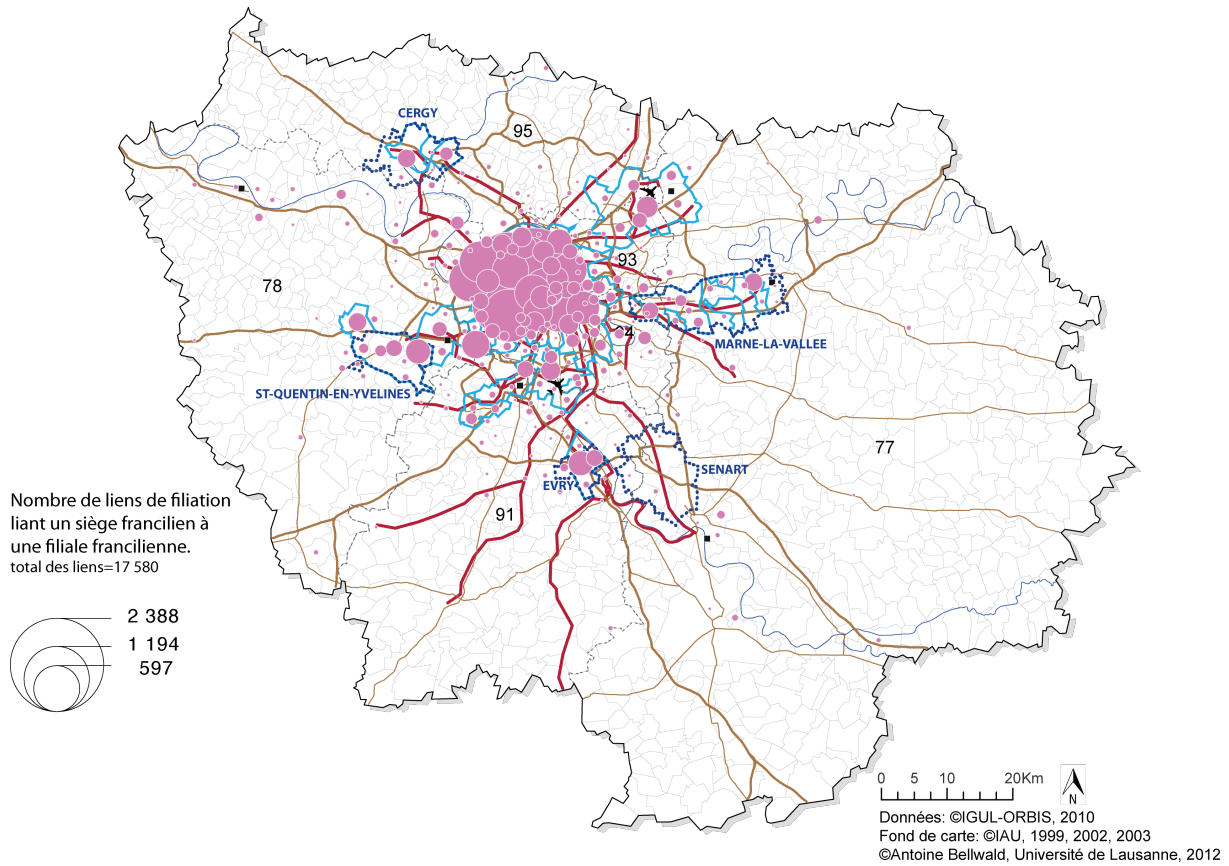 CERGY
95
93
78
4
MARNE-LA-VALLEE
ST-QUENTIN-EN-YVELINES
77
SENART
EVRY
91
Nombre de liens de filiation
liant un siège francilien à
une filiale francilienne.
total des liens=17 580
2 388
1 194
597
0 5 10 20Km
N
Données: ©IGUL-ORBIS, 2010
Fond de carte: ©IAU, 1999, 2002, 2003
©Antoine Bellwald, Université de Lausanne, 2012